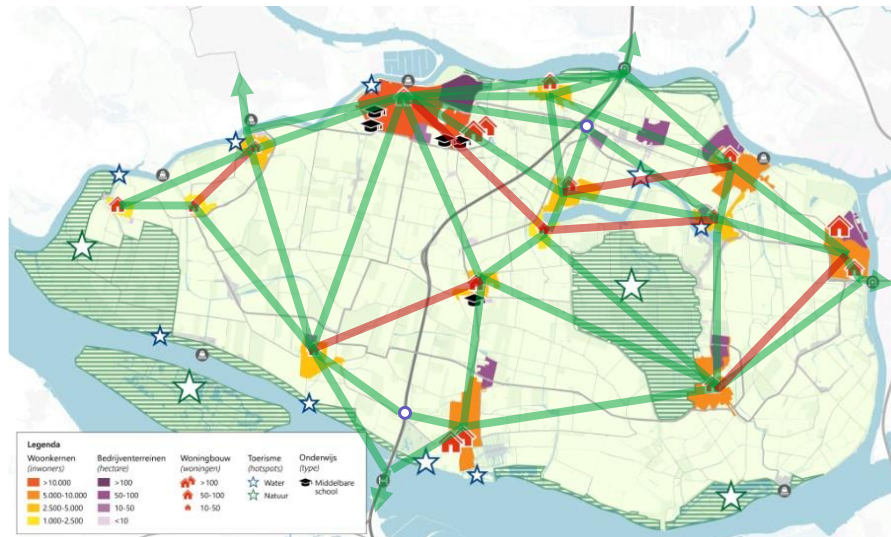 Legenda
Woonkernen
(inwoners)
>10.000
5.000-10.000
2.500-5.000
1.000-2.500
Bedrijventerreinen
(hectare)
>100
50-100
10-50
<10
Woningbouw
(woningen)
>100
50-100
10-50
Toerisme
(hotspots)
Water
Natuur
Onderwijs
(type)
Middelbare
school